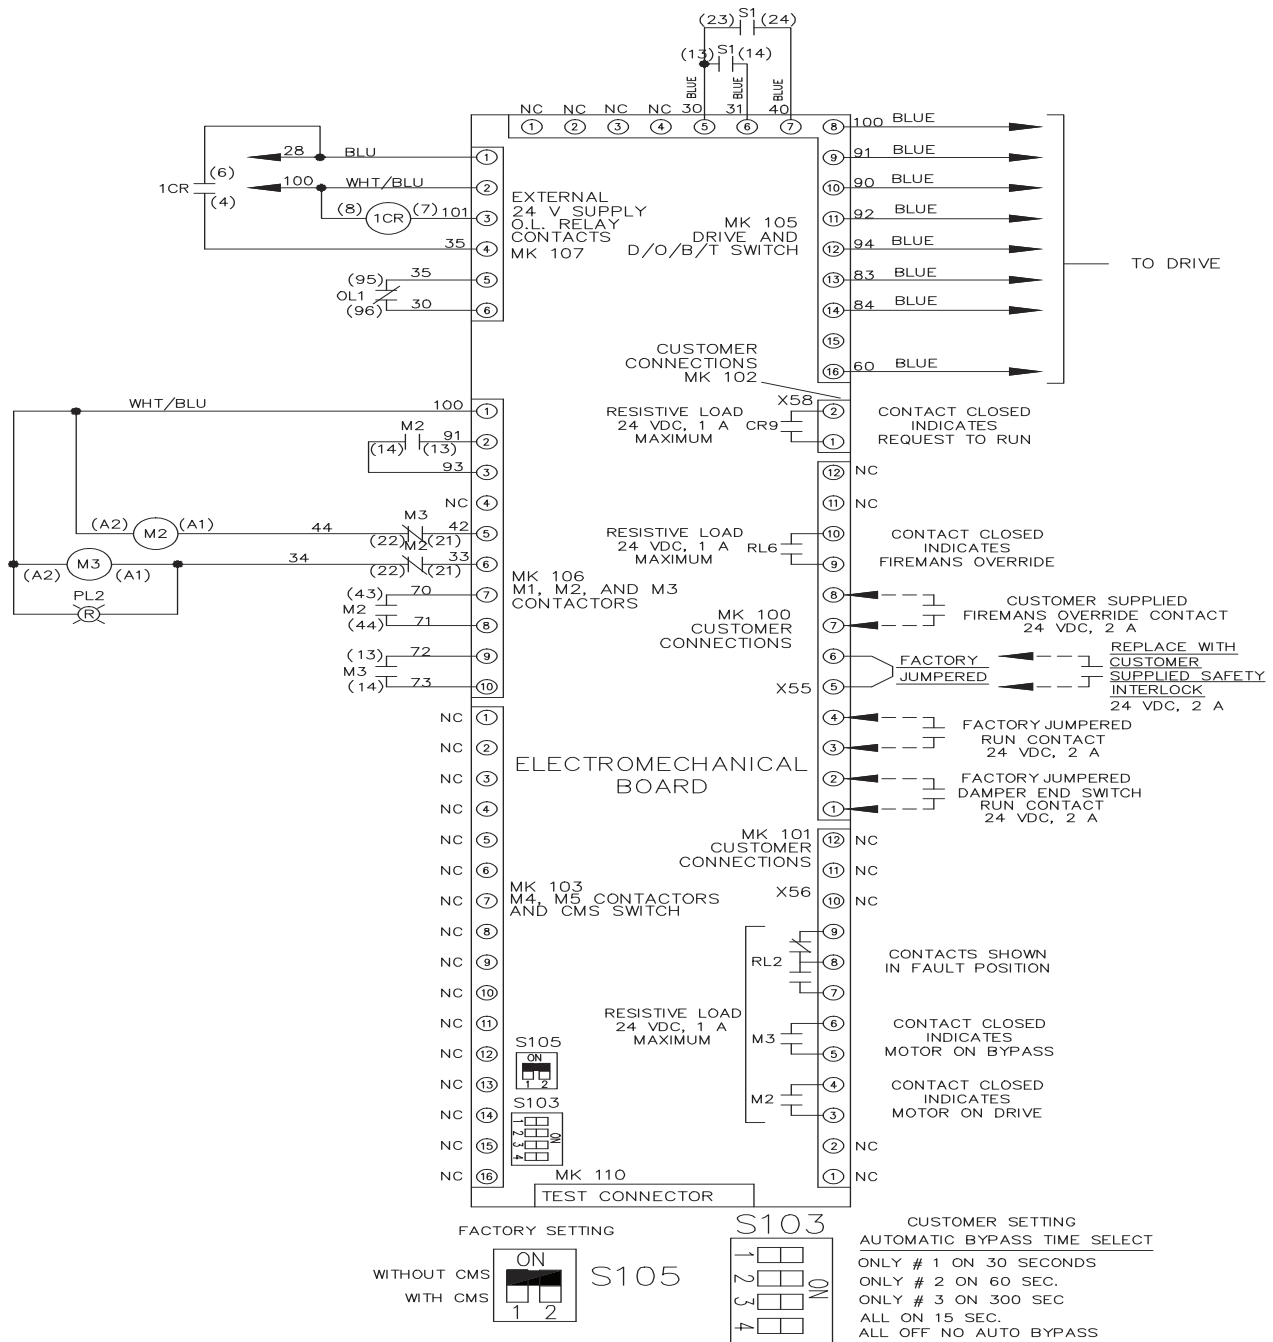 (23) S1 (24)
(13) S1 (14)
BLUE BLUE BLUE
NC NC NC NC 30 31 40
1 2 3 4 5 6 7 8 100 BLUE
28 BLU 1
9 91 BLUE
1CR (6) (4)
100 WHT/BLU 2
10 90 BLUE
(8) 1CR (7) 101 3
11 92 BLUE
35 4
12 94 BLUE
EXTERNAL
24 V SUPPLY
O.L. RELAY
CONTACTS
MK 107
MK 105
DRIVE AND
D/O/B/T SWITCH
TO DRIVE
(95) 35 5
OL1
(96) 30 6
13 83 BLUE
14 84 BLUE
15
16 60 BLUE
CUSTOMER
CONNECTIONS
MK 102
X58
WHT/BLU 100 1
M2 91 2
(14) (13)
93 3
NC 4
RESISTIVE LOAD
24 VDC, 1 A
MAXIMUM
CR9
2
1
CONTACT CLOSED
INDICATES
REQUEST TO RUN
12 NC
11 NC
(A2) M2 (A1) 44 M3 42 5
(22) (21)
(A2) M3 (A1) 34 M2 33 6
(22) (21)
PL2
R
RESISTIVE LOAD
24 VDC, 1 A
MAXIMUM
RL6
10
9
CONTACT CLOSED
INDICATES
FIREMANS OVERRIDE
MK 106
M1, M2, AND M3
CONTACTORS
(43) 70 7
M2
(44) 71 8
(13) 72 9
M3
(14) 73 10
MK 100
CUSTOMER
CONNECTIONS
X55
8
7
CUSTOMER SUPPLIED
FIREMANS OVERRIDE CONTACT
24 VDC, 2 A
6
5
FACTORY
JUMPERED
REPLACE WITH
CUSTOMER
SUPPLIED SAFETY
INTERLOCK
24 VDC, 2 A
4
3
FACTORY JUMPERED
RUN CONTACT
24 VDC, 2 A
2
1
FACTORY JUMPERED
DAMPER END SWITCH
RUN CONTACT
24 VDC, 2 A
ELECTROMECHANICAL
BOARD
NC 1
NC 2
NC 3
NC 4
NC 5
NC 6
NC 7
NC 8
NC 9
NC 10
NC 11
NC 12
NC 13
NC 14
NC 15
NC 16
MK 103
M4, M5 CONTACTORS
AND CMS SWITCH
MK 101
CUSTOMER
CONNECTIONS
X56
12 NC
11 NC
10 NC
RL2
9
8
7
CONTACTS SHOWN
IN FAULT POSITION
RESISTIVE LOAD
24 VDC, 1 A
MAXIMUM
M3
6
5
CONTACT CLOSED
INDICATES
MOTOR ON BYPASS
M2
4
3
CONTACT CLOSED
INDICATES
MOTOR ON DRIVE
2 NC
1 NC
S105
ON
1 2
S103
1
2
3
4
ON
MK 110
TEST CONNECTOR
FACTORY SETTING
WITHOUT CMS
WITH CMS
ON
1 2
S105
S103
1
2
3
4
ON
CUSTOMER SETTING
AUTOMATIC BYPASS TIME SELECT
ONLY # 1 ON 30 SECONDS
ONLY # 2 ON 60 SEC.
ONLY # 3 ON 300 SEC
ALL ON 15 SEC.
ALL OFF NO AUTO BYPASS